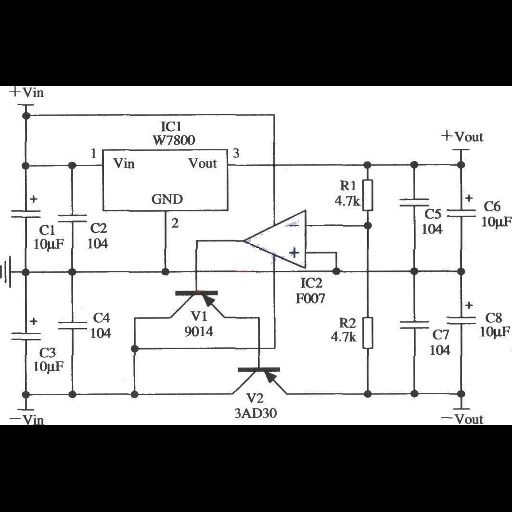 +Vin
IC1
W7800
1
Vin
Vout
3
GND
2
+Vout
R1
4.7k
+
C1
10μF
C2
104
C5
104
+
C6
10μF
−
+
IC2
F007
+
C3
10μF
C4
104
V1
9014
R2
4.7k
C7
104
+
C8
10μF
V2
3AD30
−Vin
−Vout